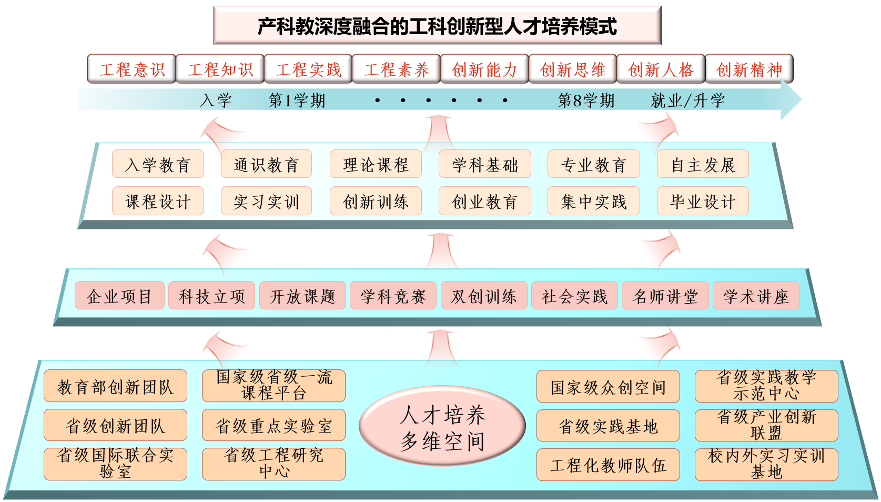 产科教深度融合的工科创新型人才培养模式
工程意识 工程知识 工程实践 工程素养 创新能力 创新思维 创新人格 创新精神
入学 第1学期 · · · · · · 第8学期 就业/升学
入学教育 通识教育 理论课程 学科基础 专业教育 自主发展
课程设计 实习实训 创新训练 创业教育 集中实践 毕业设计
企业项目 科技立项 开放课题 学科竞赛 双创训练 社会实践 名师讲堂 学术讲座
教育部创新团队
国家级省级一流
课程平台
省级创新团队
省级重点实验室
省级国际联合实
验室
省级工程研究
中心
人才培养
多维空间
国家级众创空间
省级实践教学
示范中心
省级实践基地
省级产业创新
联盟
工程化教师队伍
校内外实习实训
基地